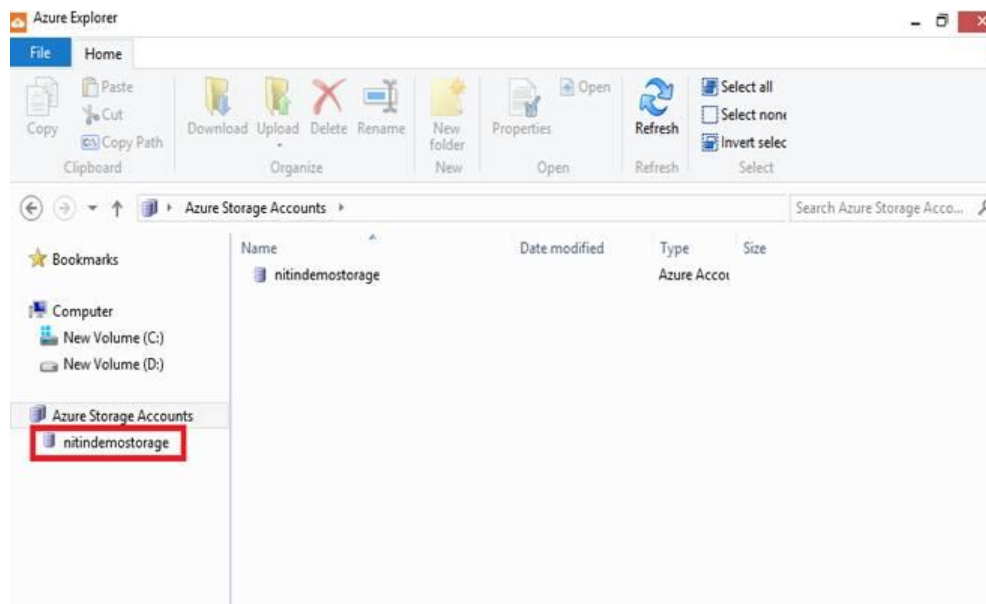 Azure Explorer
File Home
Copy
Paste
Cut
Copy Path
Clipboard
Download Upload Delete Rename
Organize
New folder
New
Properties
Open
Open
Refresh
Refresh
Select all
Select none
Invert selec
Select
Azure Storage Accounts
Search Azure Storage Acco...
Bookmarks
Computer
New Volume (C:)
New Volume (D:)
Azure Storage Accounts
nitindemostorage
Name Date modified Type Size
nitindemostorage Azure Accou